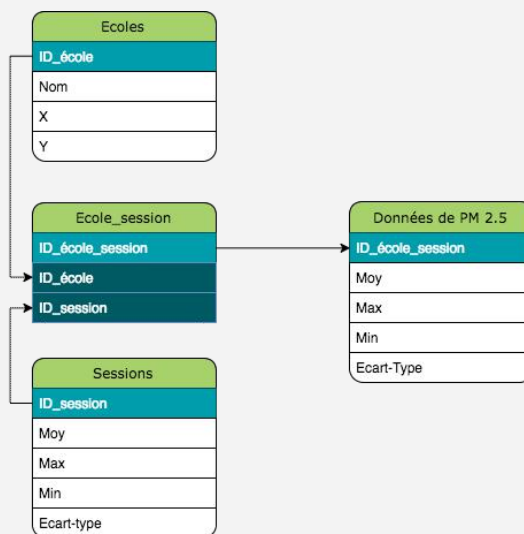 Ecoles
ID_école
Nom
X
Y
Ecole_session
ID_école_session
ID_école
ID_session
Données de PM 2.5
ID_école_session
Moy
Max
Min
Ecart-Type
Sessions
ID_session
Moy
Max
Min
Ecart-type